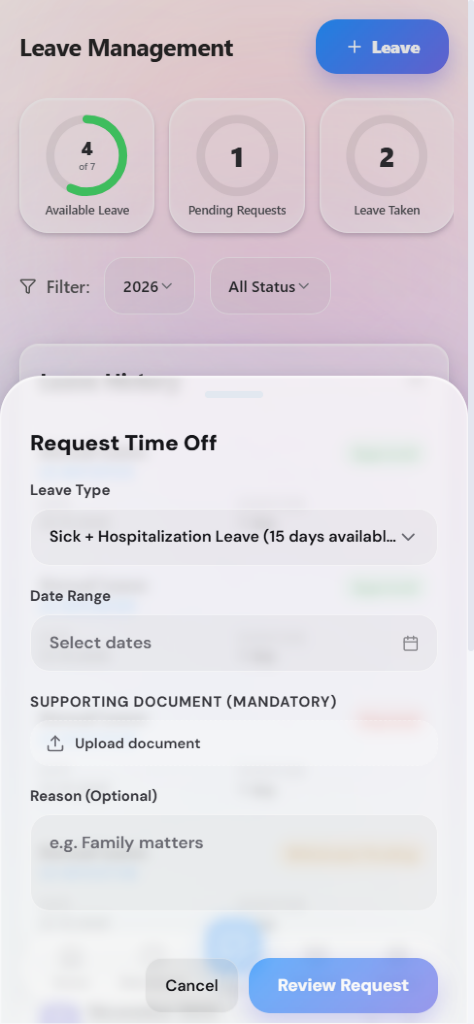 Leave Management
+ Leave
4
of 7
Available Leave
1
Pending Requests
2
Leave Taken
Filter:
2026
All Status
Leave History
Request Time Off
Leave Type
Sick + Hospitalization Leave (15 days availabl...
Date Range
Select dates
SUPPORTING DOCUMENT (MANDATORY)
Upload document
Reason (Optional)
e.g. Family matters
Cancel
Review Request